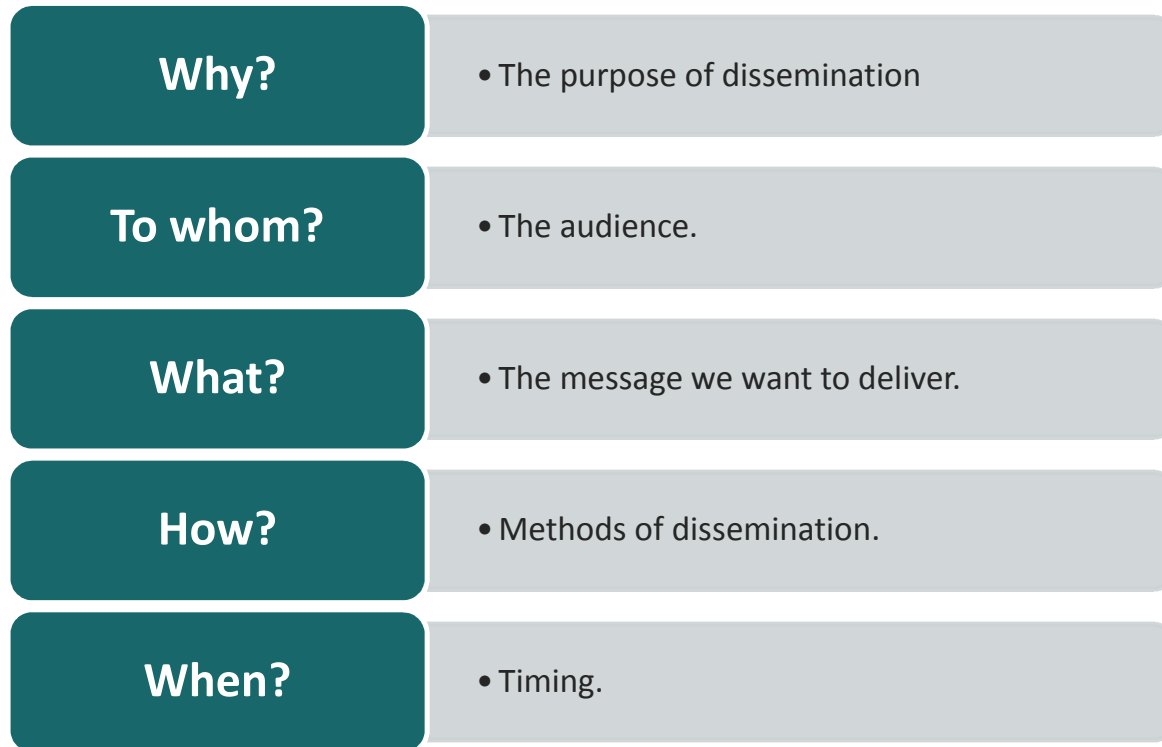 Why?
• The purpose of dissemination
To whom?
• The audience.
What?
• The message we want to deliver.
How?
• Methods of dissemination.
When?
• Timing.